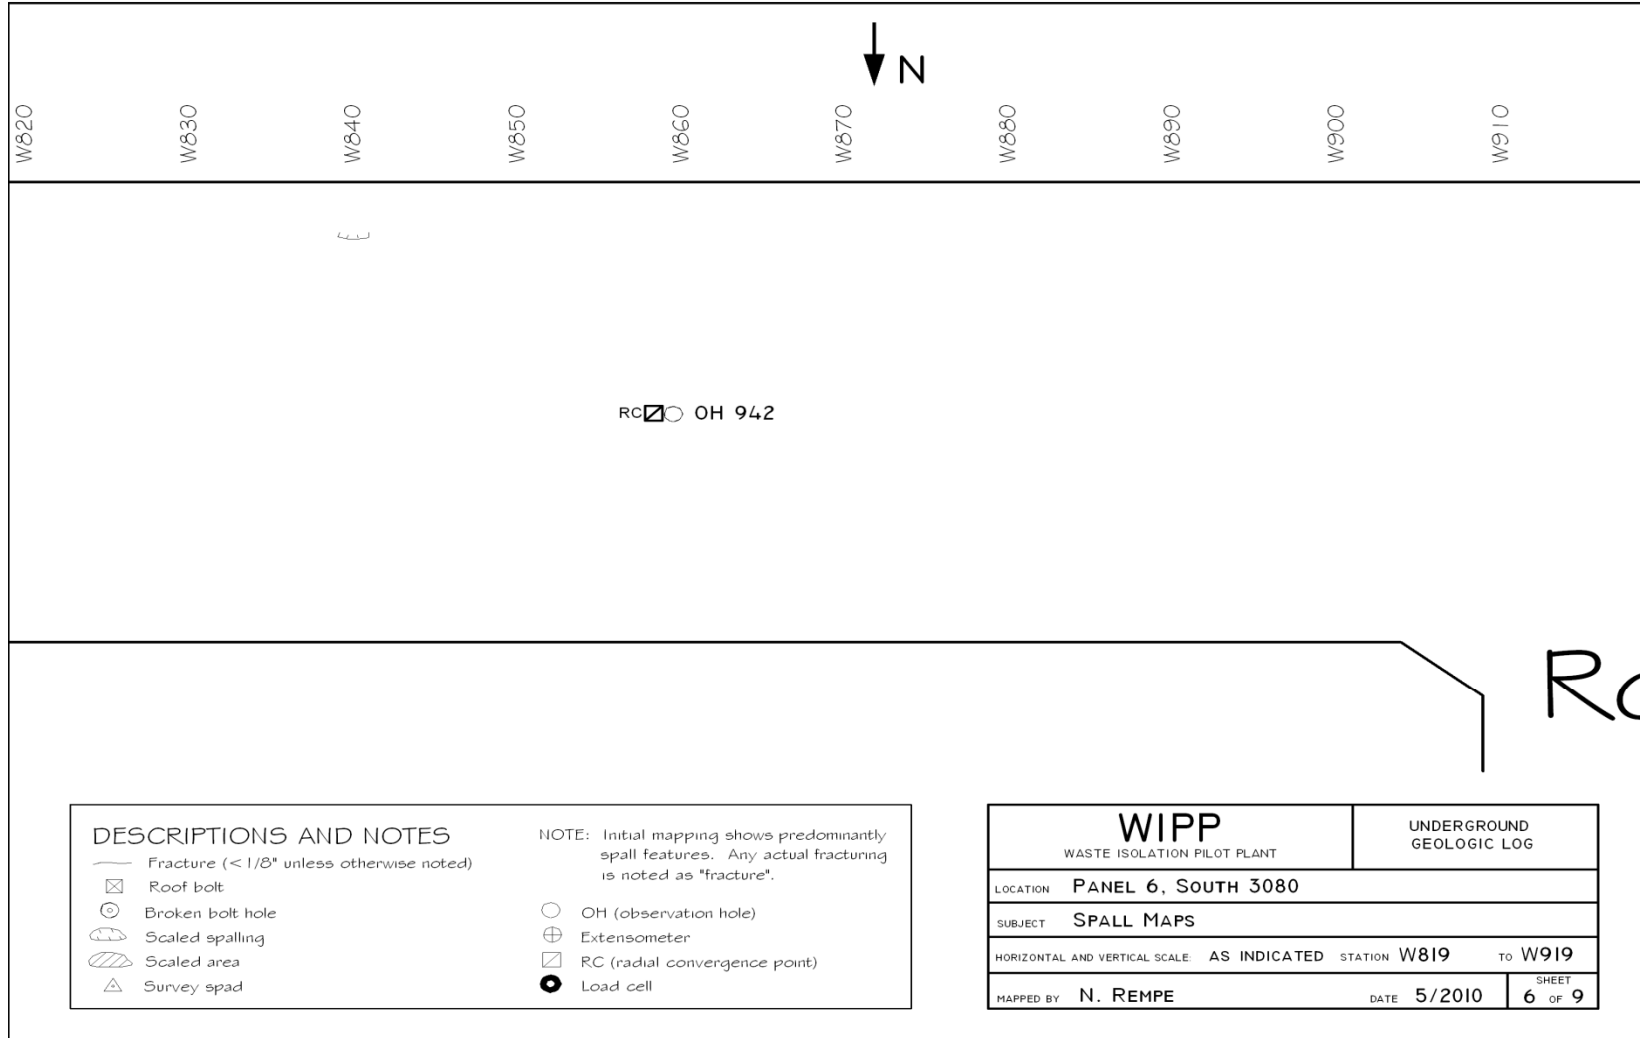 N
W820 W830 W840 W850 W860 W870 W880 W890 W900 W910
RC OH 942
DESCRIPTIONS AND NOTES
Fracture (< 1/8" unless otherwise noted)
Roof bolt
Broken bolt hole
Scaled spalling
Scaled area
Survey spad
NOTE: Initial mapping shows predominantly
spall features. Any actual fracturing
is noted as "fracture".
OH (observation hole)
Extensometer
RC (radial convergence point)
Load cell
WIPP
WASTE ISOLATION PILOT PLANT
UNDERGROUND
GEOLOGIC LOG
LOCATION PANEL 6, SOUTH 3080
SUBJECT SPALL MAPS
HORIZONTAL AND VERTICAL SCALE: AS INDICATED STATION W819 TO W919
MAPPED BY N. REMPE DATE 5/2010 SHEET
6 OF 9